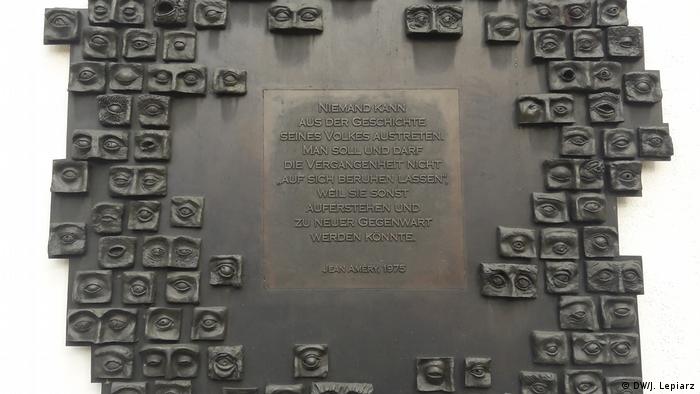 NIEMAND KANN
AUS DER GESCHICHTE
SEINES VOLKES AUSTRETEN.
MAN SOLL UND DARF
DIE VERGANGENHEIT NICHT
„AUF SICH BERUHEN LASSEN“,
WEIL SIE SONST
AUFERSTEHEN UND
ZU NEUER GEGENWART
WERDEN KÖNNTE.
JEAN AMÉRY, 1975
© DW/J. Lepiarz